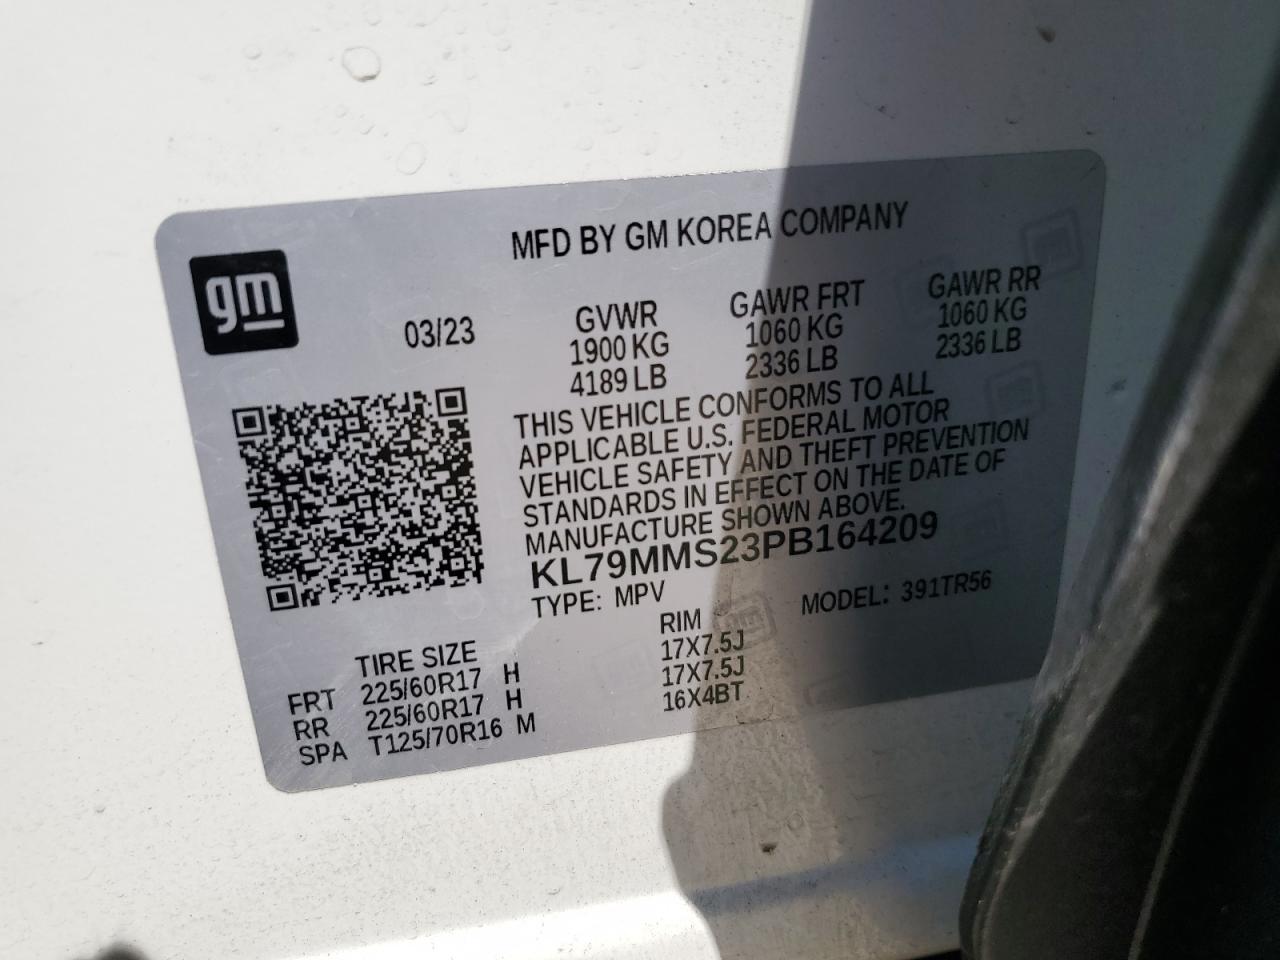 MFD BY GM KOREA COMPANY
gm
03/23
GVWR GAWR FRT GAWR RR
1900 KG 1060 KG 1060 KG
4189 LB 2336 LB 2336 LB
THIS VEHICLE CONFORMS TO ALL
APPLICABLE U.S. FEDERAL MOTOR
VEHICLE SAFETY AND THEFT PREVENTION
STANDARDS IN EFFECT ON THE DATE OF
MANUFACTURE SHOWN ABOVE.
KL79MMS23PB164209
TYPE: MPV MODEL: 391TR56
TIRE SIZE RIM
FRT 225/60R17 H 17X7.5J
RR 225/60R17 H 17X7.5J
SPA T125/70R16 M 16X4BT